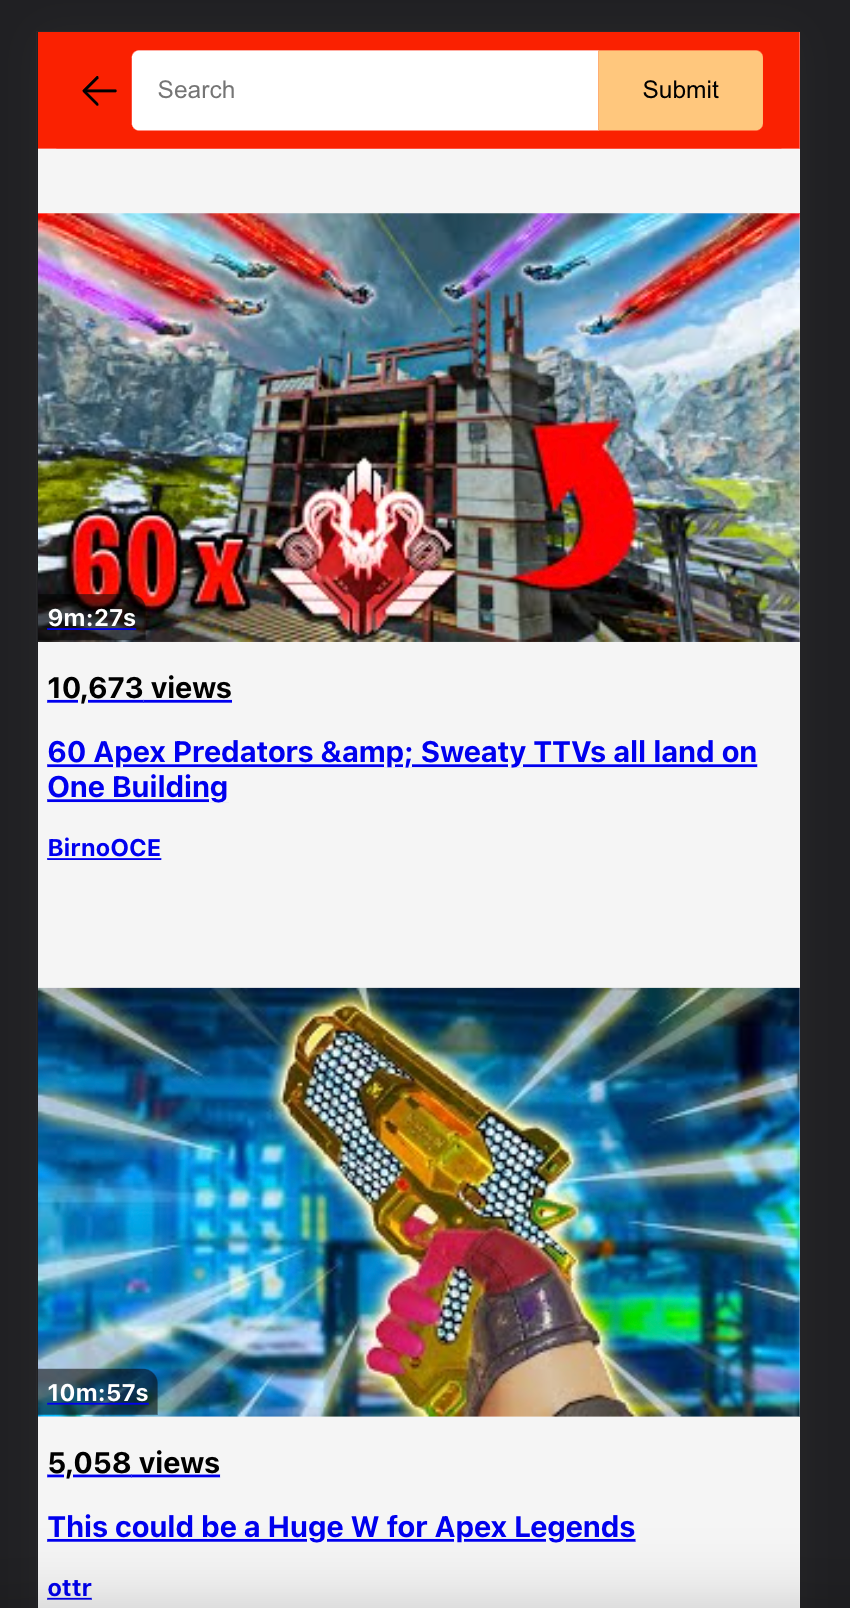 Search
Submit
60 x
9m:27s
10,673 views
60 Apex Predators &amp; Sweaty TTVs all land on
One Building
BirnoOCE
10m:57s
5,058 views
This could be a Huge W for Apex Legends
ottr